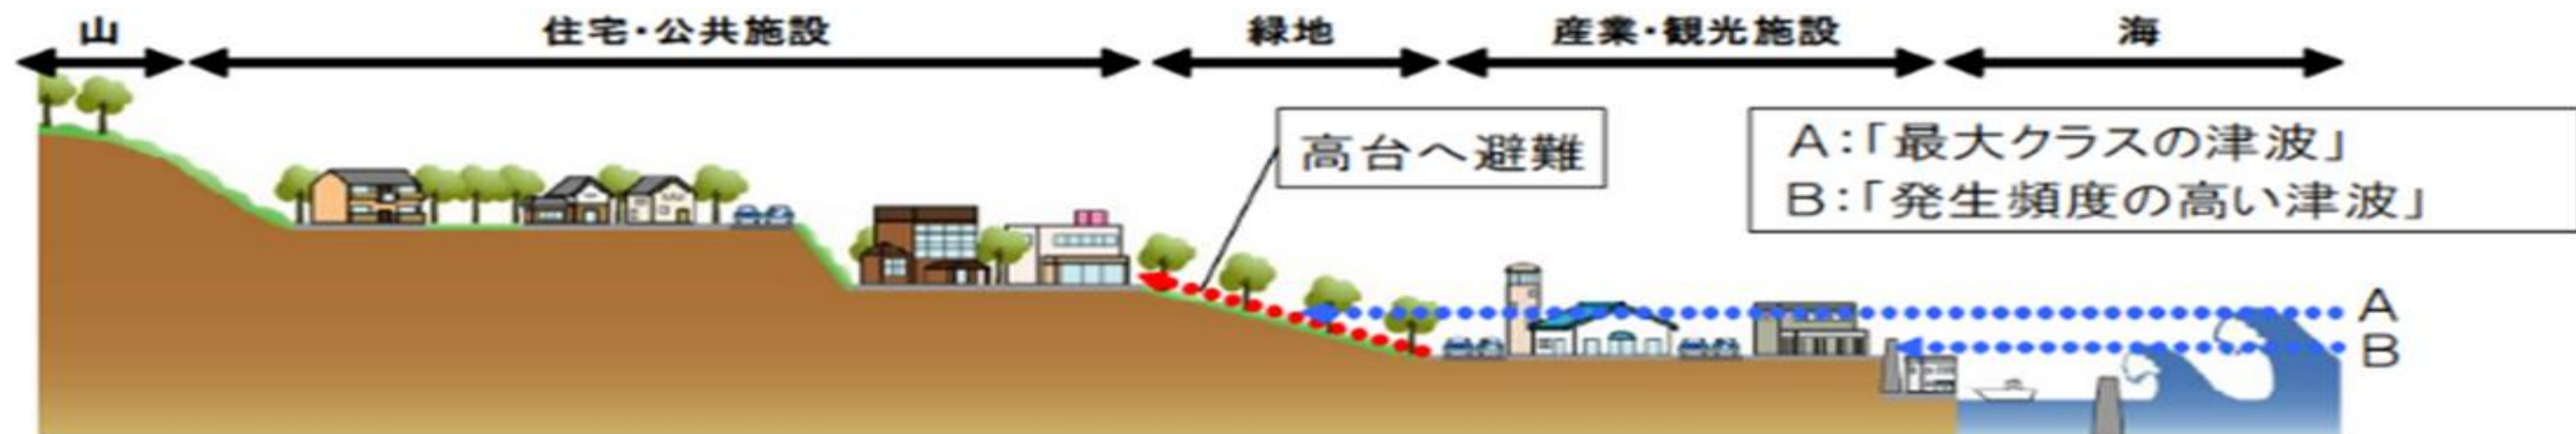 山
住宅・公共施設
緑地
産業・観光施設
海
高台へ避難
A:「最大クラスの津波」
B:「発生頻度の高い津波」
A
B